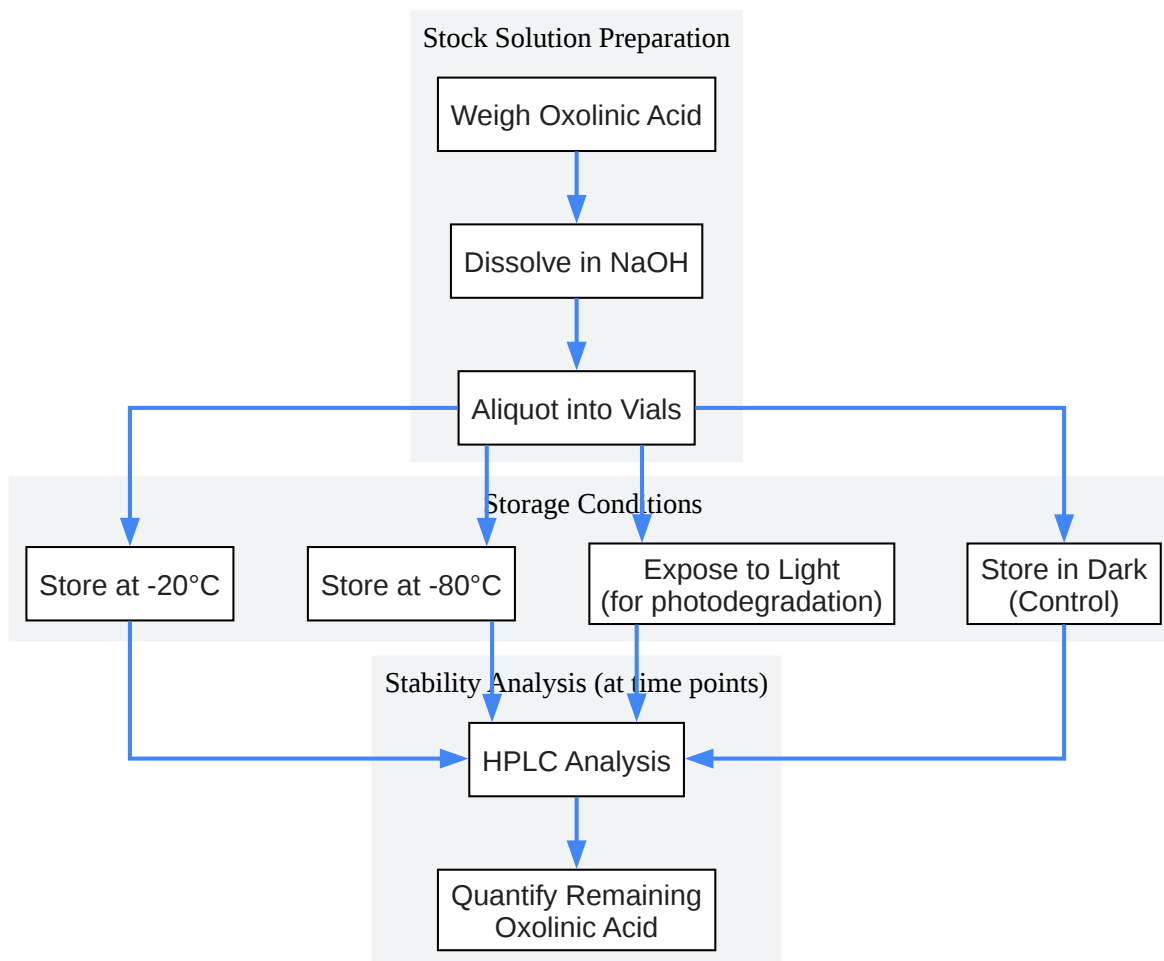 Stock Solution Preparation
Weigh Oxolinic Acid
Dissolve in NaOH
Aliquot into Vials
Storage Conditions
Store at -20°C
Store at -80°C
Expose to Light
(for photodegradation)
Store in Dark
(Control)
Stability Analysis (at time points)
HPLC Analysis
Quantify Remaining
Oxolinic Acid